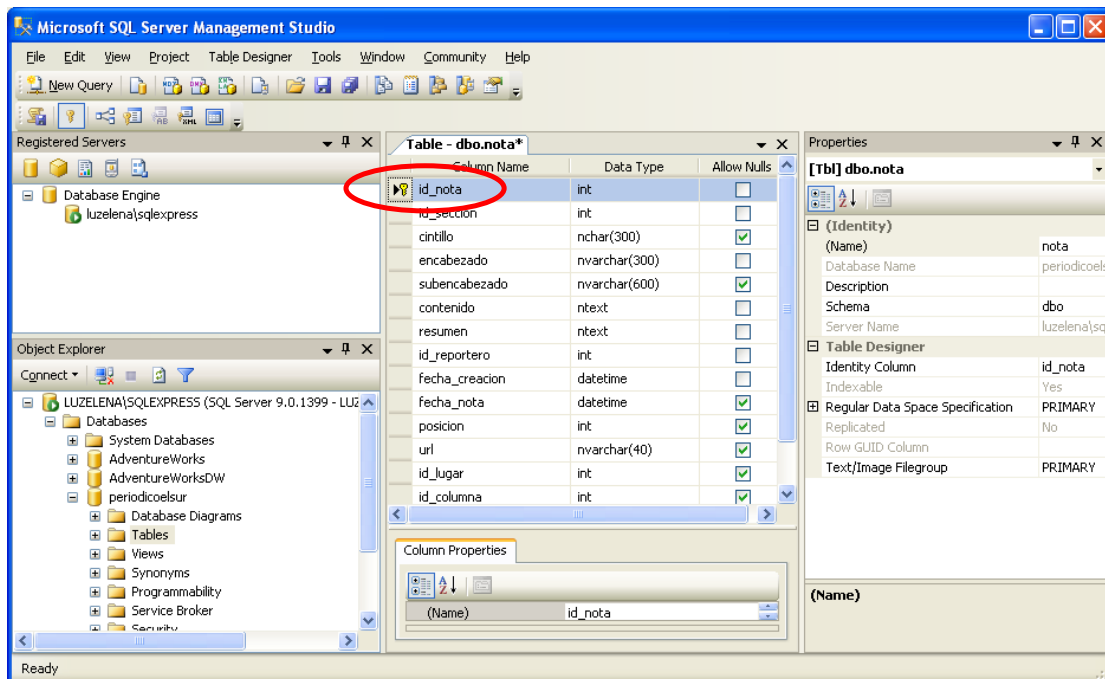 Microsoft SQL Server Management Studio
File Edit View Project Table Designer Tools Window Community Help
New Query
Registered Servers
Database Engine
luzelena\sqlexpress
Object Explorer
Connect
LUZELENA\SQLEXPRESS (SQL Server 9.0.1399 - LUZ
Databases
System Databases
AdventureWorks
AdventureWorksDW
periodicoelsur
Database Diagrams
Tables
Views
Synonyms
Programmability
Service Broker
Security
Table - dbo.nota*
Column Name Data Type Allow Nulls
id_nota int
id_seccion int
cintillo nchar(300)
encabezado nvarchar(300)
subencabezado nvarchar(600)
contenido ntext
resumen ntext
id_reportero int
fecha_creacion datetime
fecha_nota datetime
posicion int
url nvarchar(40)
id_lugar int
id_columna int
Column Properties
(Name) id_nota
Properties
[Tbl] dbo.nota
(Identity)
(Name) nota
Database Name periodicoels
Description
Schema dbo
Server Name luzelena\sq
Table Designer
Identity Column id_nota
Indexable Yes
Regular Data Space Specification PRIMARY
Replicated No
Row GUID Column
Text/Image Filegroup PRIMARY
(Name)
Ready